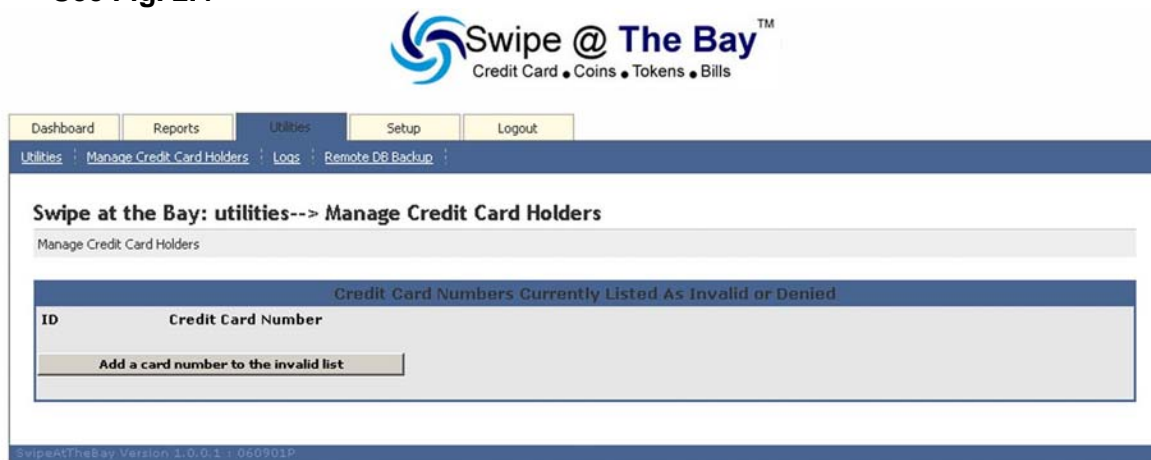 Swipe @ The Bay™
Credit Card • Coins • Tokens • Bills
Dashboard Reports Utilities Setup Logout
Utilities Manage Credit Card Holders Logs Remote DB Backup
Swipe at the Bay: utilities--> Manage Credit Card Holders
Manage Credit Card Holders
Credit Card Numbers Currently Listed As Invalid or Denied
ID Credit Card Number
Add a card number to the invalid list
SwipeAtTheBay Version 1.0.0.1 : 060901P